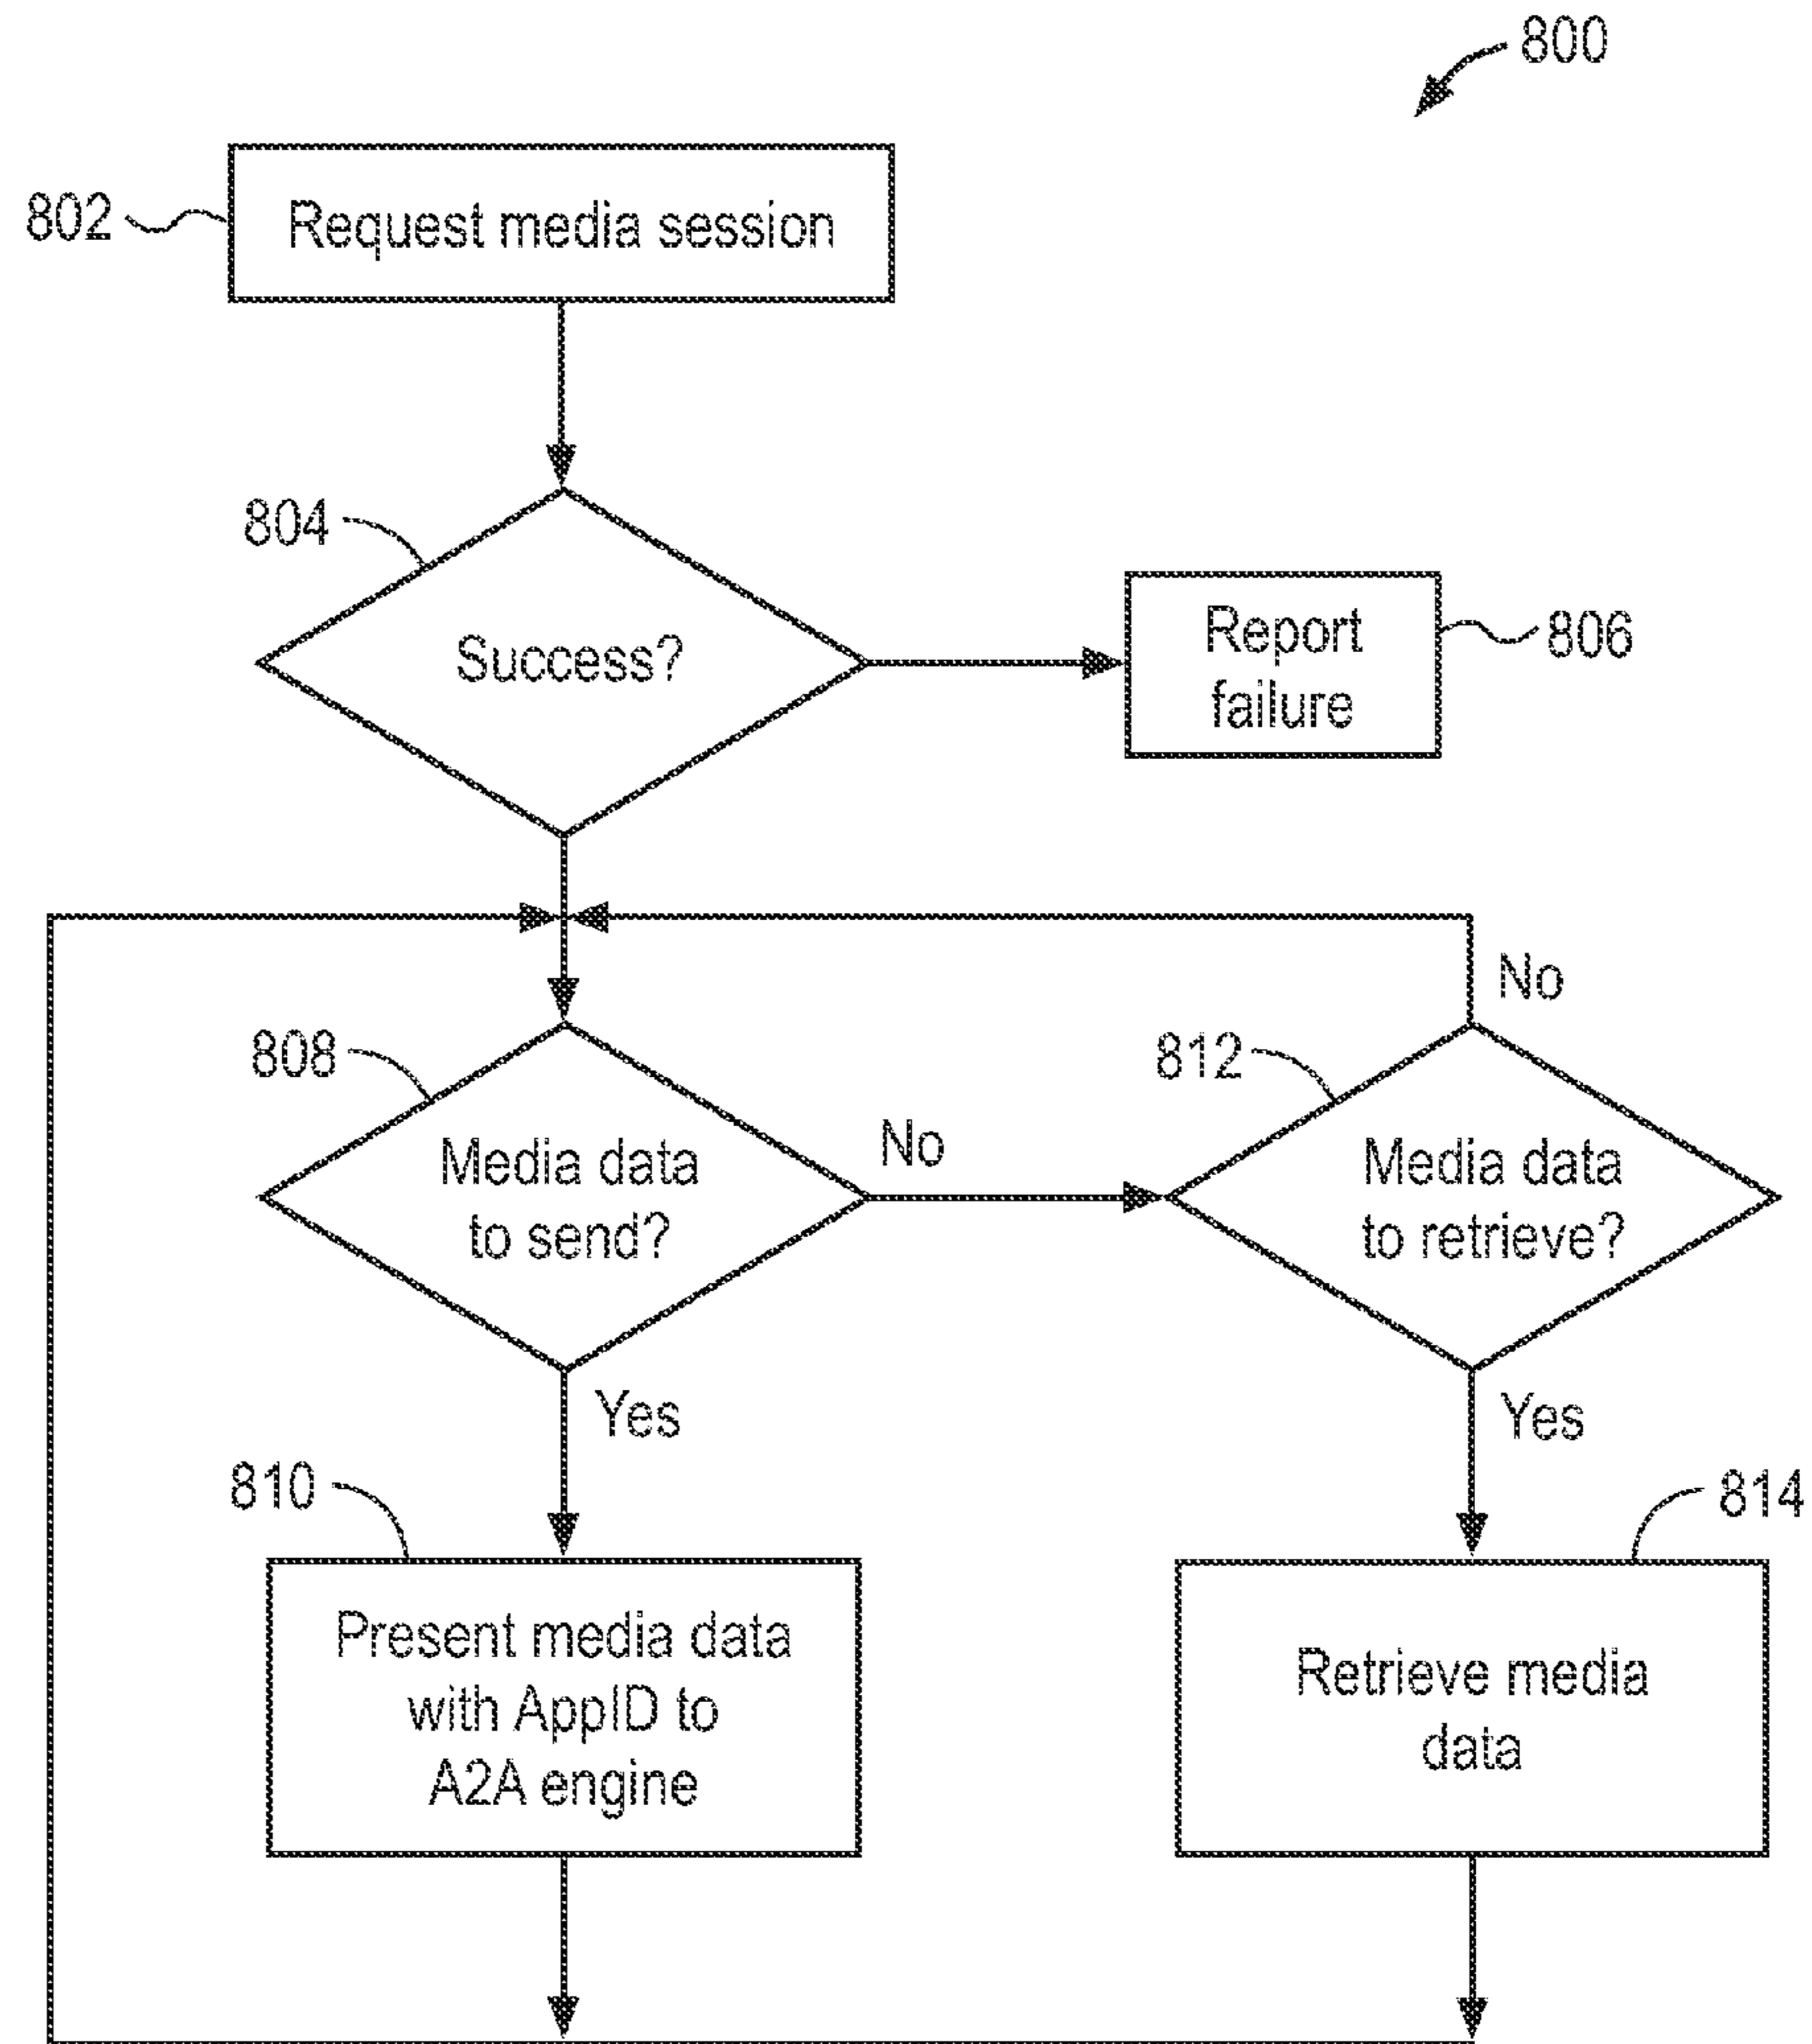 800
802
Request media session
804
Success?
Report
failure
806
No
808
812
Media data
to send?
No
Media data
to retrieve?
Yes
Yes
810
814
Present media data
with AppID to
A2A engine
Retrieve media
data